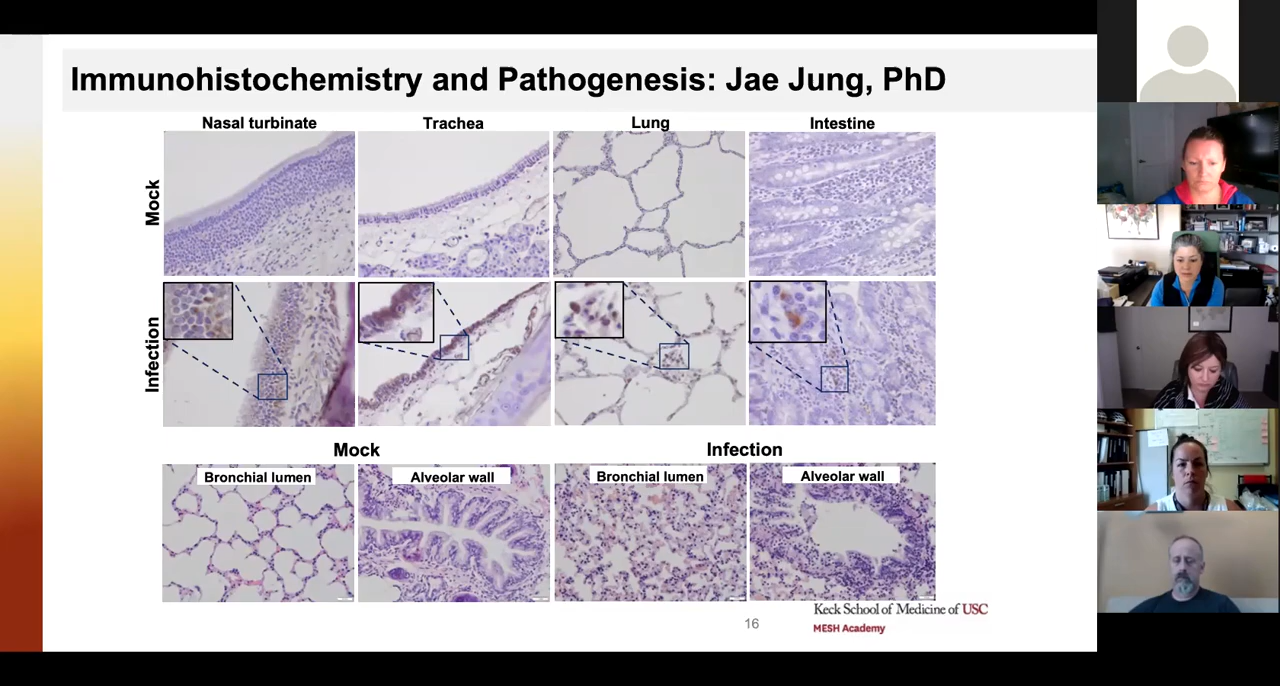 Immunohistochemistry and Pathogenesis: Jae Jung, PhD
Nasal turbinate Trachea Lung Intestine
Mock
Infection
Mock Infection
Bronchial lumen Alveolar wall Bronchial lumen Alveolar wall
Keck School of Medicine of USC
16
MESH Academy